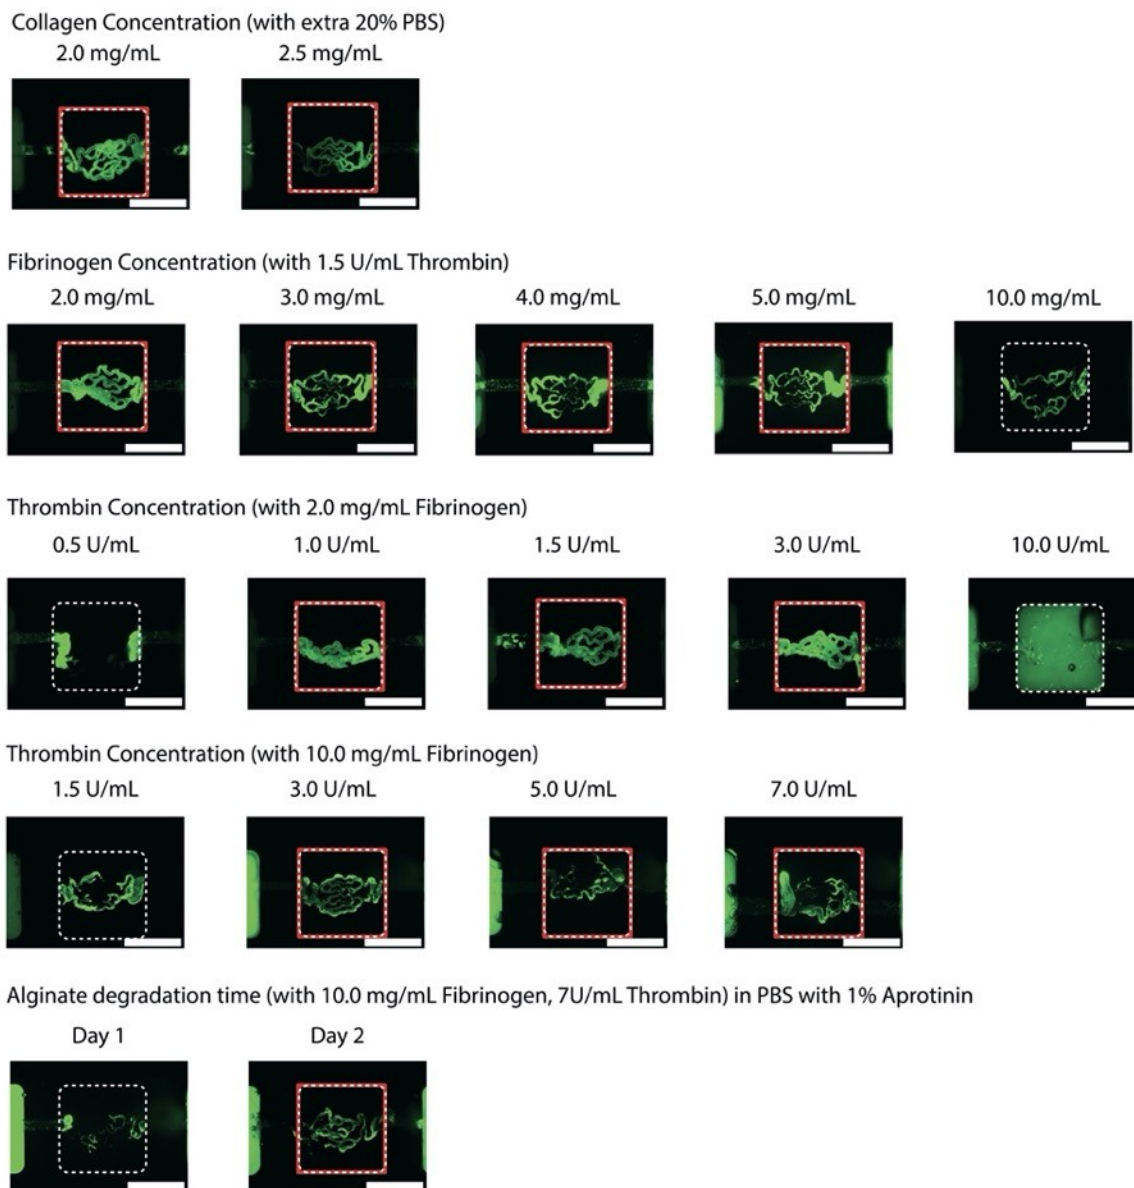 Collagen Concentration (with extra 20% PBS)
2.0 mg/mL 2.5 mg/mL
Fibrinogen Concentration (with 1.5 U/mL Thrombin)
2.0 mg/mL 3.0 mg/mL 4.0 mg/mL 5.0 mg/mL 10.0 mg/mL
Thrombin Concentration (with 2.0 mg/mL Fibrinogen)
0.5 U/mL 1.0 U/mL 1.5 U/mL 3.0 U/mL 10.0 U/mL
Thrombin Concentration (with 10.0 mg/mL Fibrinogen)
1.5 U/mL 3.0 U/mL 5.0 U/mL 7.0 U/mL
Alginate degradation time (with 10.0 mg/mL Fibrinogen, 7U/mL Thrombin) in PBS with 1% Aprotinin
Day 1 Day 2